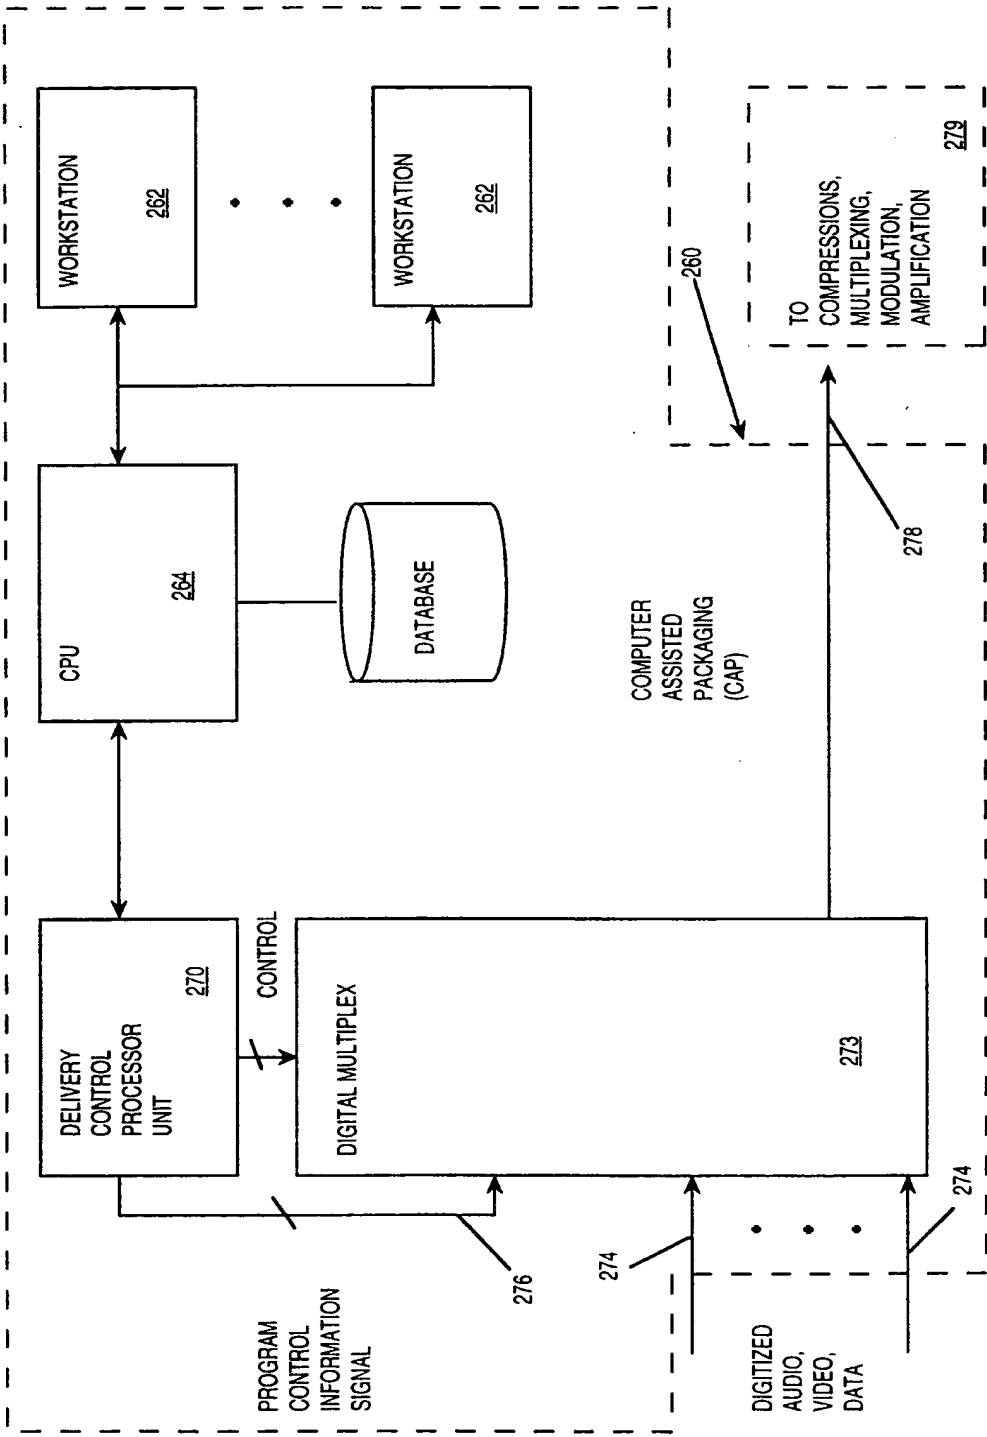 DELIVERY
CONTROL
PROCESSOR
UNIT
270
CPU
264
WORKSTATION
262
WORKSTATION
262
DATABASE
CONTROL
DIGITAL MULTIPLEX
273
PROGRAM
CONTROL
INFORMATION
SIGNAL
276
274
274
DIGITIZED
AUDIO,
VIDEO,
DATA
COMPUTER
ASSISTED
PACKAGING
(CAP)
260
278
TO
COMPRESSIONS,
MULTIPLEXING,
MODULATION,
AMPLIFICATION
279